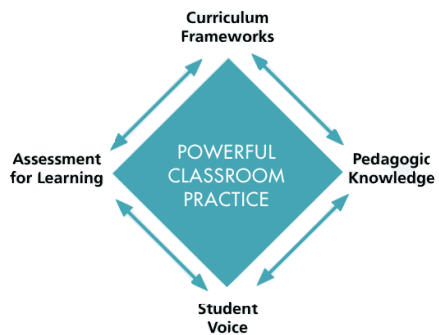 Curriculum
Frameworks
Assessment
for Learning
POWERFUL
CLASSROOM
PRACTICE
Pedagogic
Knowledge
Student
Voice